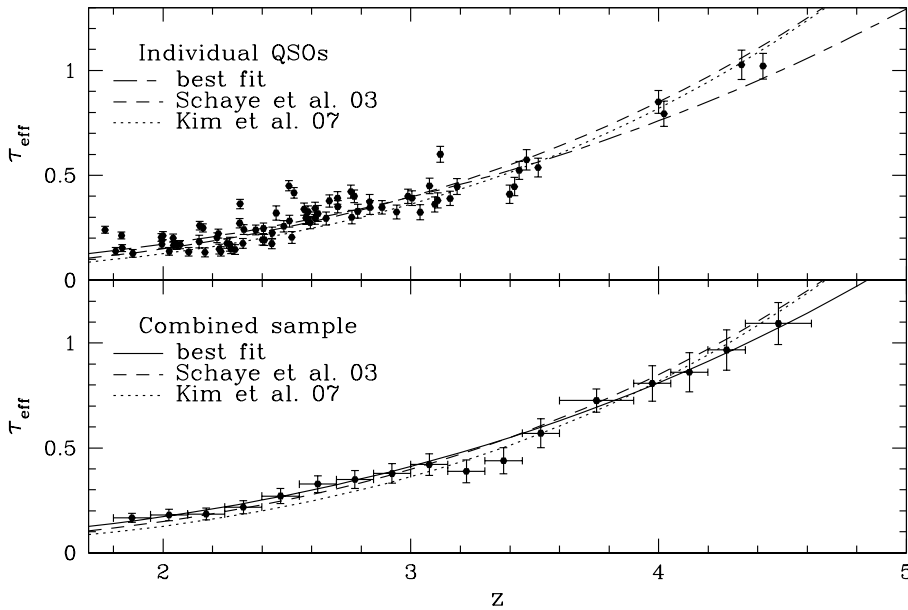 Individual QSOs
best fit
Schaye et al. 03
Kim et al. 07
1
0.5
0
τeff
Combined sample
best fit
Schaye et al. 03
Kim et al. 07
1
0.5
0
τeff
2
3
4
5
z